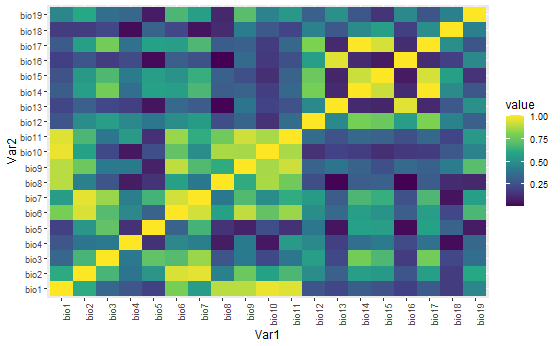 bio19
bio18
bio17
bio16
bio15
bio14
bio13
bio12
bio11
bio10
bio9
bio8
bio7
bio6
bio5
bio4
bio3
bio2
bio1
Var2
bio1
bio2
bio3
bio4
bio5
bio6
bio7
bio8
bio9
bio10
bio11
bio12
bio13
bio14
bio15
bio16
bio17
bio18
bio19
Var1
value
1.00
0.75
0.50
0.25